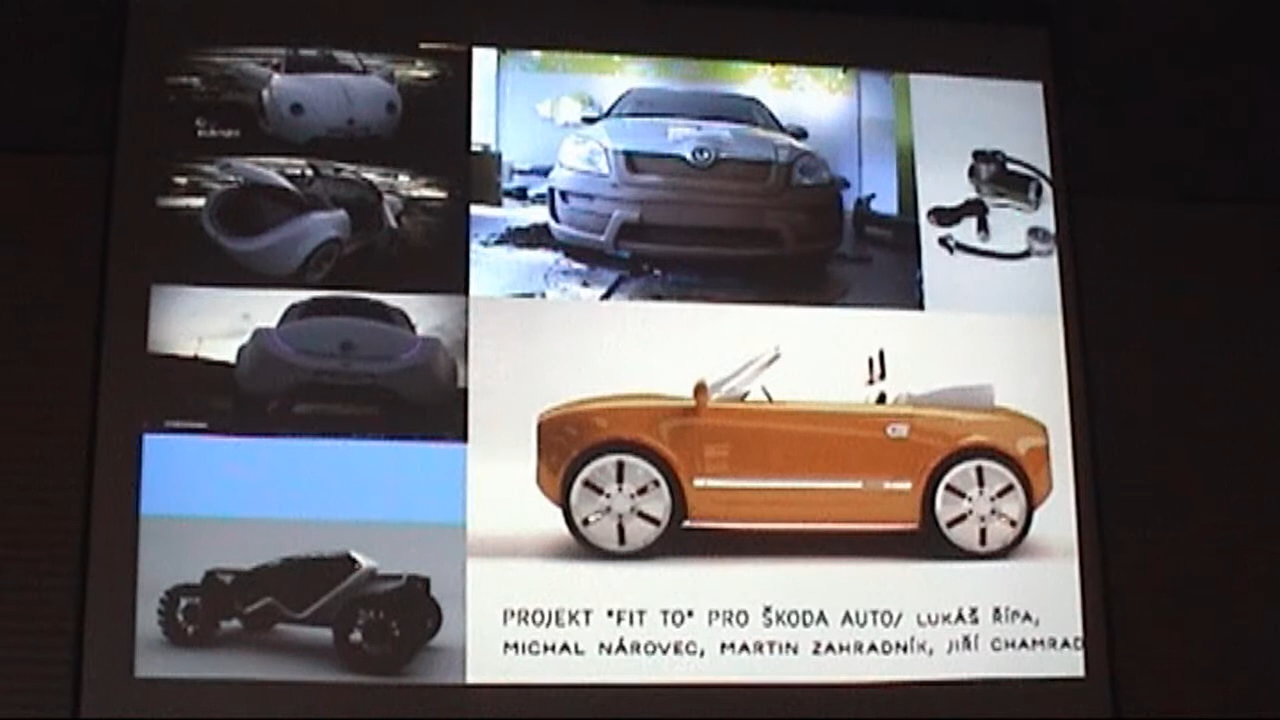 PROJEKT "FIT TO" PRO ŠKODA AUTO/ LUKÁŠ ŘÍPA,
MICHAL NÁROVEC, MARTIN ZAHRADNÍK, JIŘÍ CHAMRAD